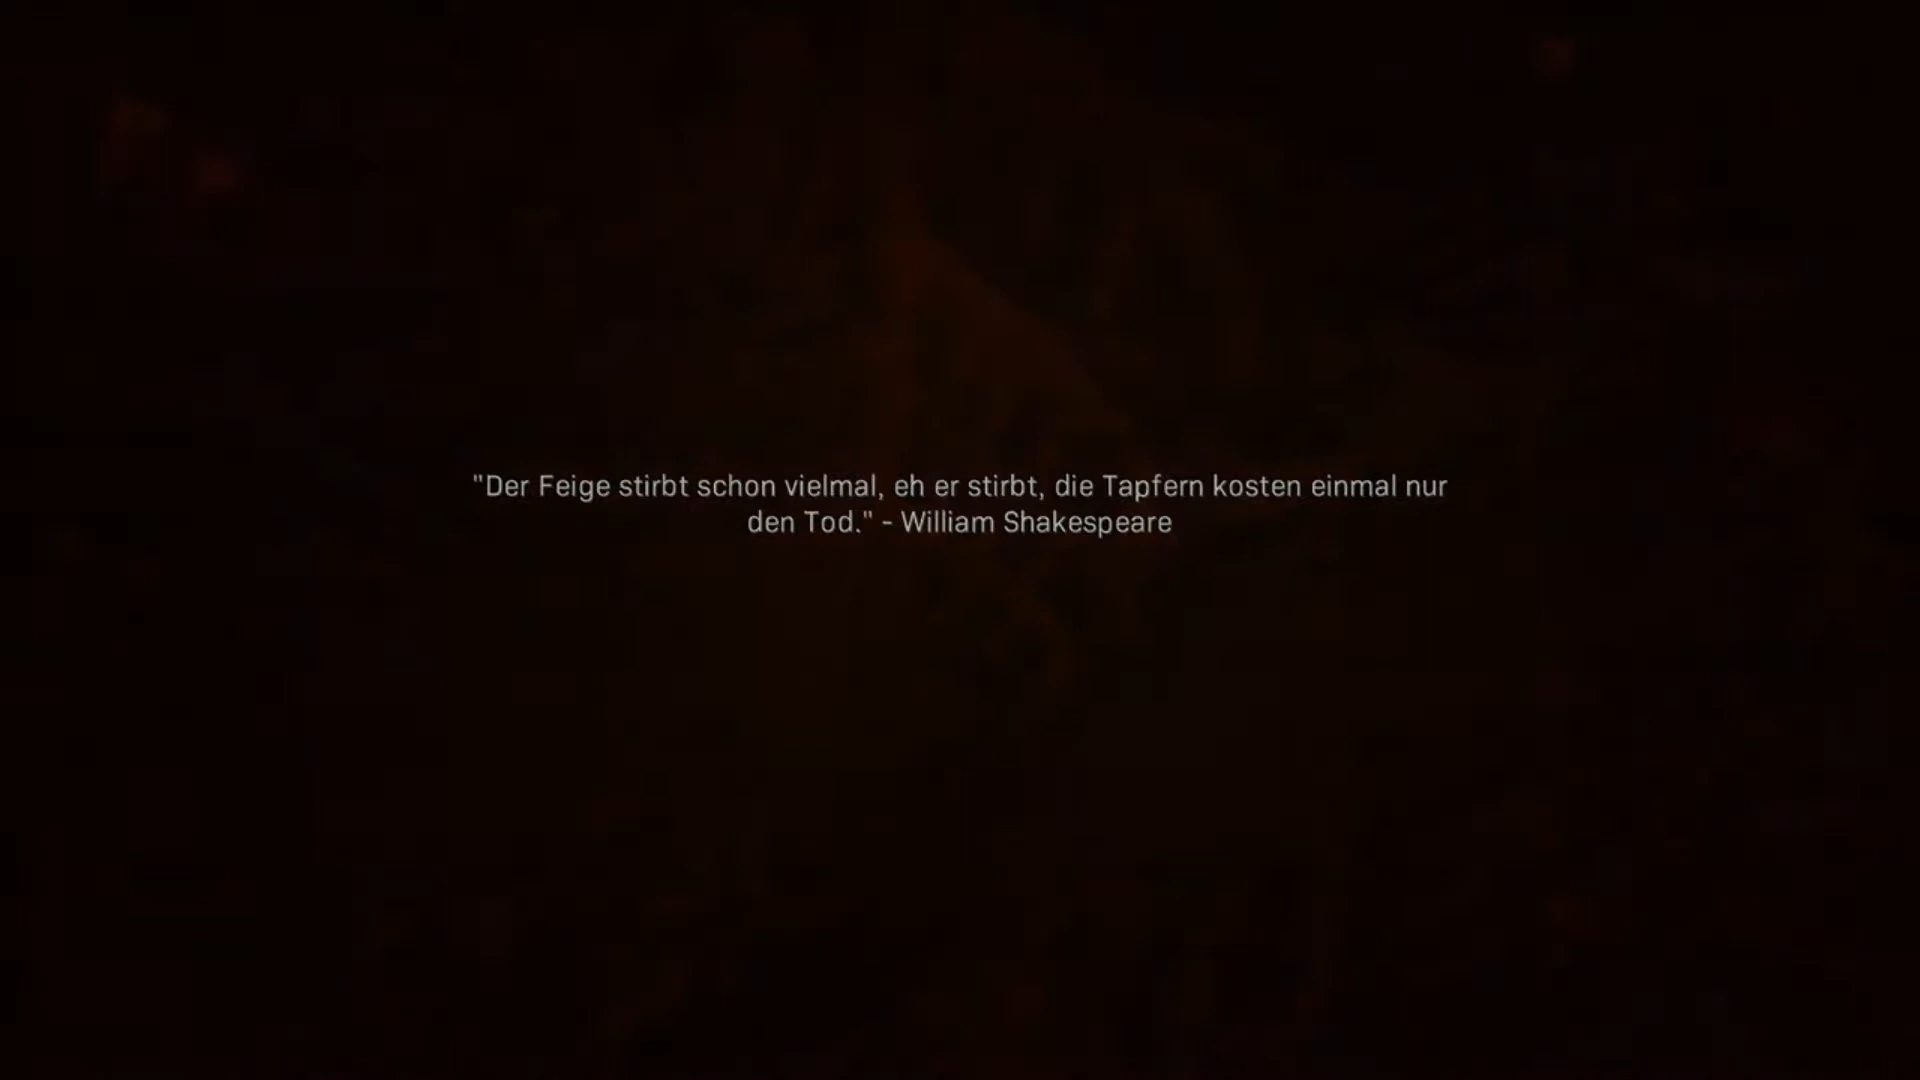 "Der Feige stirbt schon vielmal, eh er stirbt, die Tapfern kosten einmal nur
den Tod." - William Shakespeare